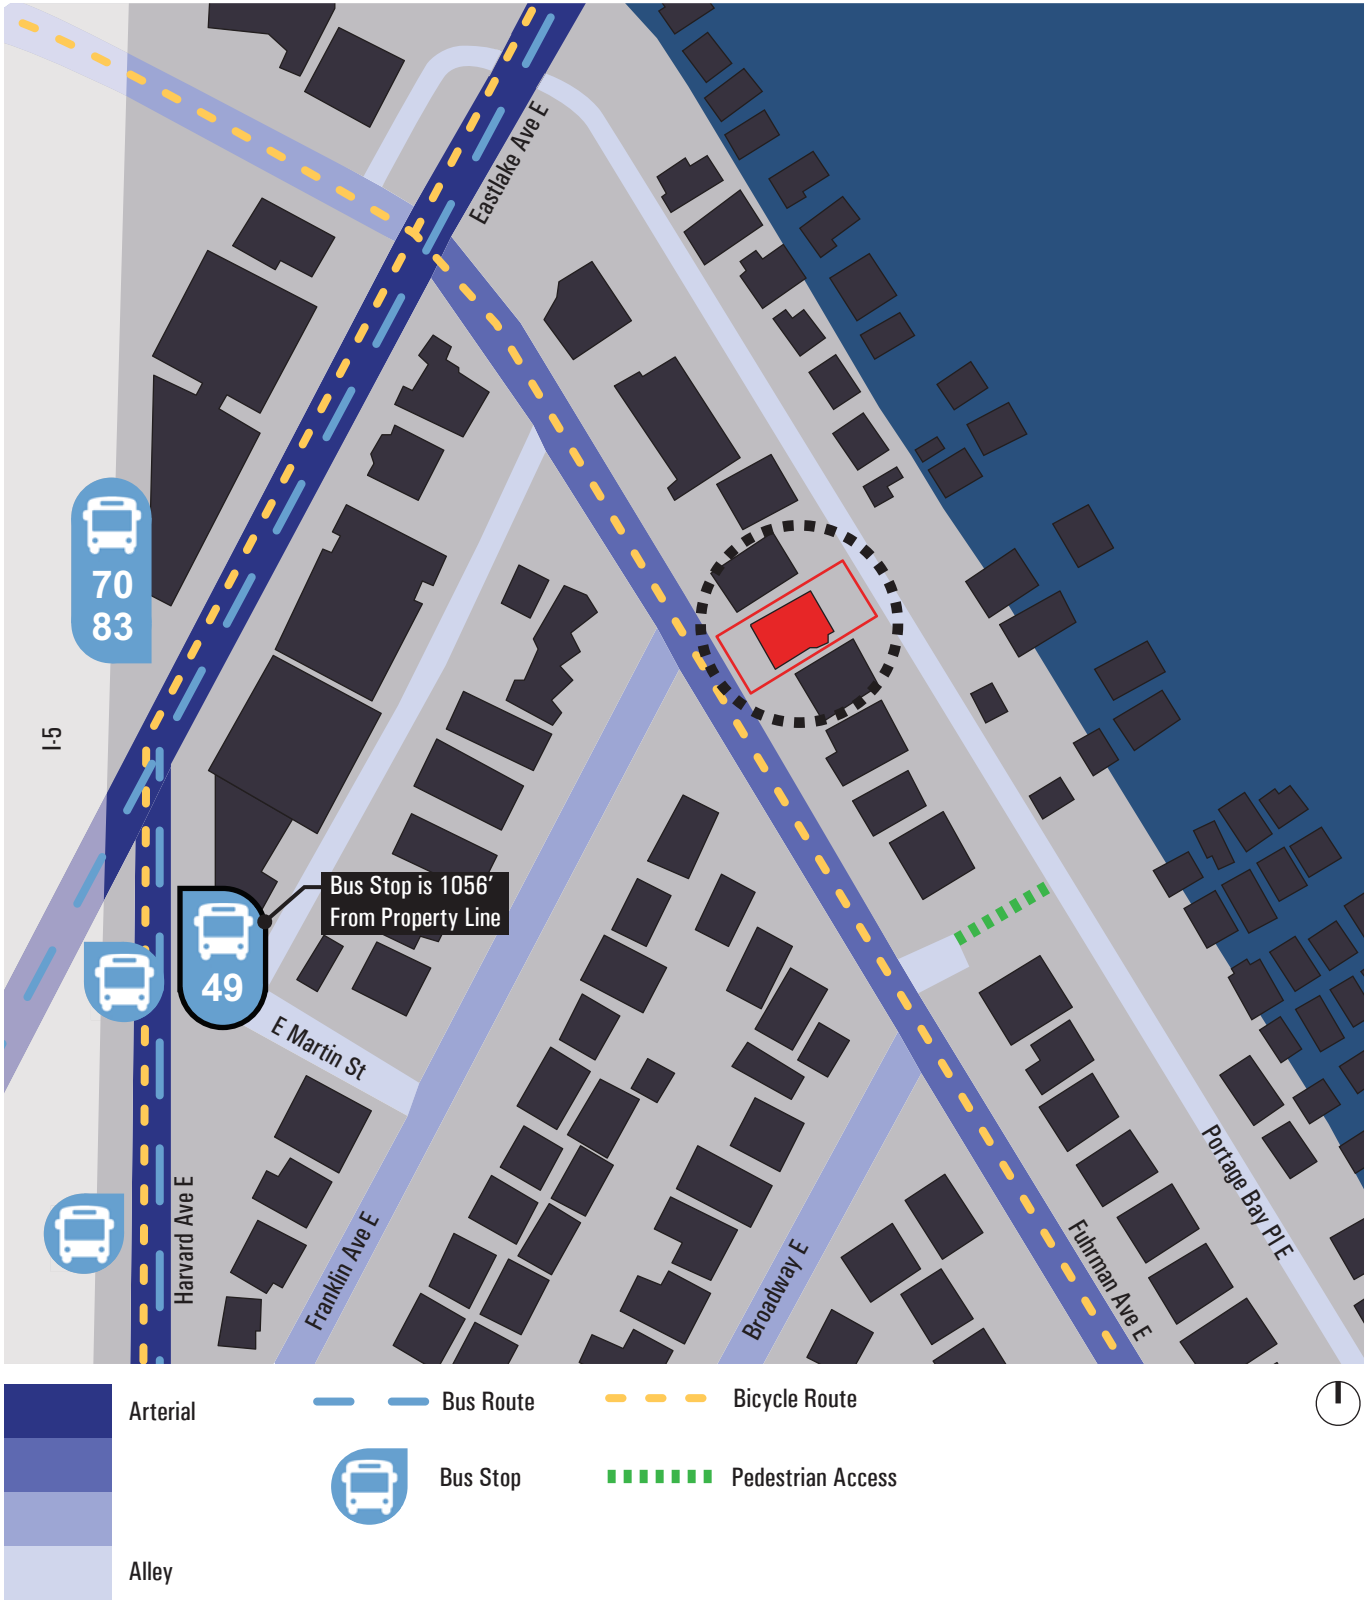 Eastlake Ave E
70
83
I-5
Bus Stop is 1056’
From Property Line
49
E Martin St
Harvard Ave E
Franklin Ave E
Broadway E
Fuhrman Ave E
Portage Bay Pl E
Arterial
Bus Route
Bicycle Route
Bus Stop
Pedestrian Access
Alley